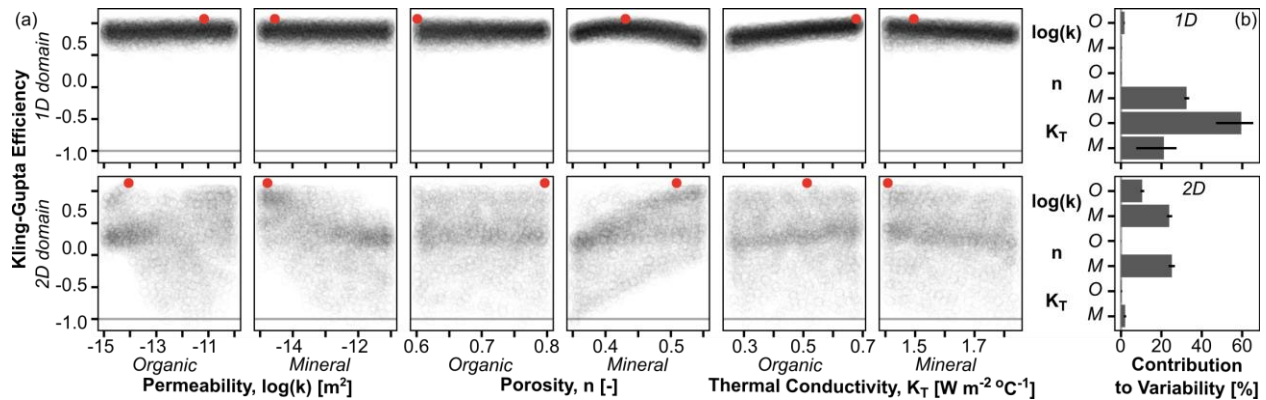 (a)
Kling-Gupta Efficiency
1D domain
0.5
0.0
-0.5
-1.0
2D domain
0.5
0.0
-0.5
-1.0
-15 -13 -11
-14 -12
0.6 0.7 0.8
0.4 0.5
0.3 0.5 0.7
1.5 1.7
Organic Mineral Organic Mineral Organic Mineral
Permeability, log(k) [m²] Porosity, n [-] Thermal Conductivity, K_T [W m⁻² ᵒC⁻¹]
(b)
1D
log(k) O
M
n O
M
K_T O
M
2D
log(k) O
M
n O
M
K_T O
M
0 20 40 60
Contribution
to Variability [%]